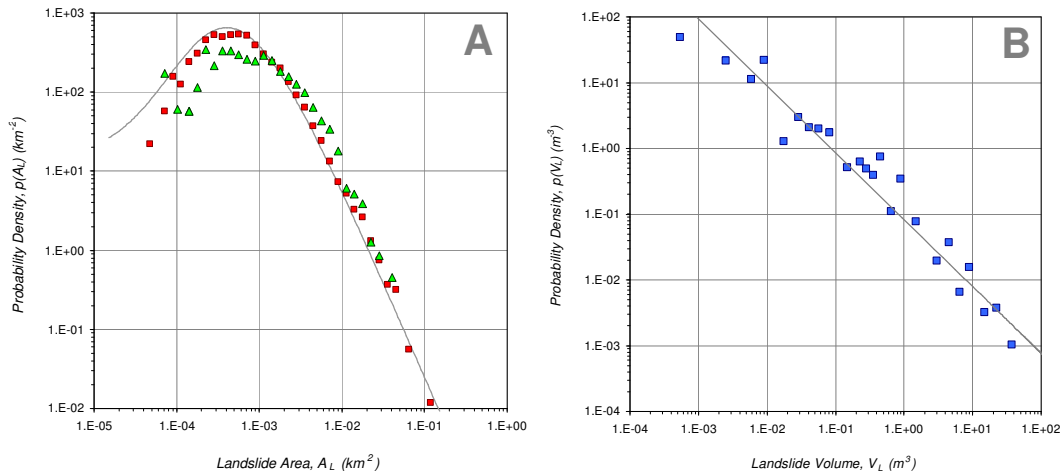 A
1.E+03
1.E+02
1.E+01
1.E+00
1.E-01
1.E-02
Probability Density, p(AL) (km-2)
1.E-05 1.E-04 1.E-03 1.E-02 1.E-01 1.E+00
Landslide Area, AL (km2)
B
1.E+02
1.E+01
1.E+00
1.E-01
1.E-02
1.E-03
1.E-04
Probability Density, p(VL) (m-3)
1.E-04 1.E-03 1.E-02 1.E-01 1.E+00 1.E+01 1.E+02
Landslide Volume, VL (m3)